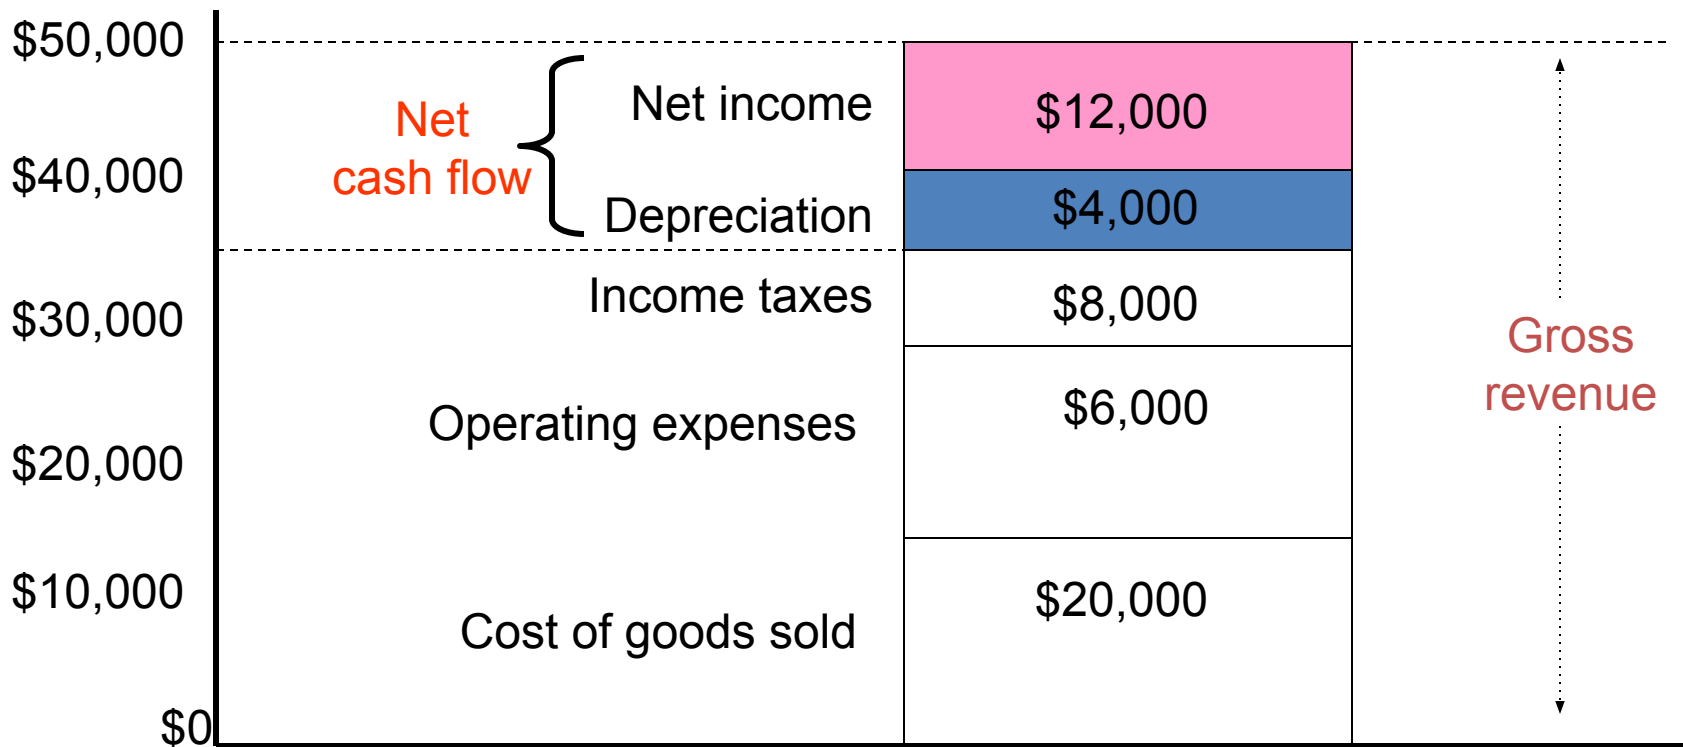 $50,000
Net income
$12,000
Net
cash flow
$40,000
Depreciation
$4,000
Income taxes
$8,000
$30,000
Gross
revenue
Operating expenses
$6,000
$20,000
$10,000
Cost of goods sold
$20,000
$0